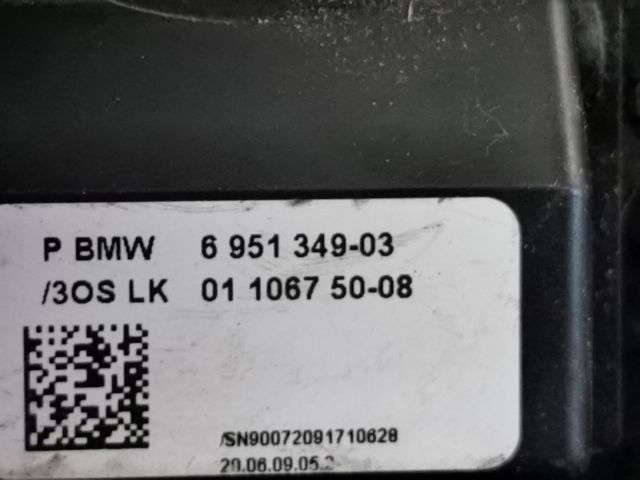 P BMW 6 951 349-03
/3OS LK 01 1067 50-08
/SN90072091710628
20.06.09.05.2